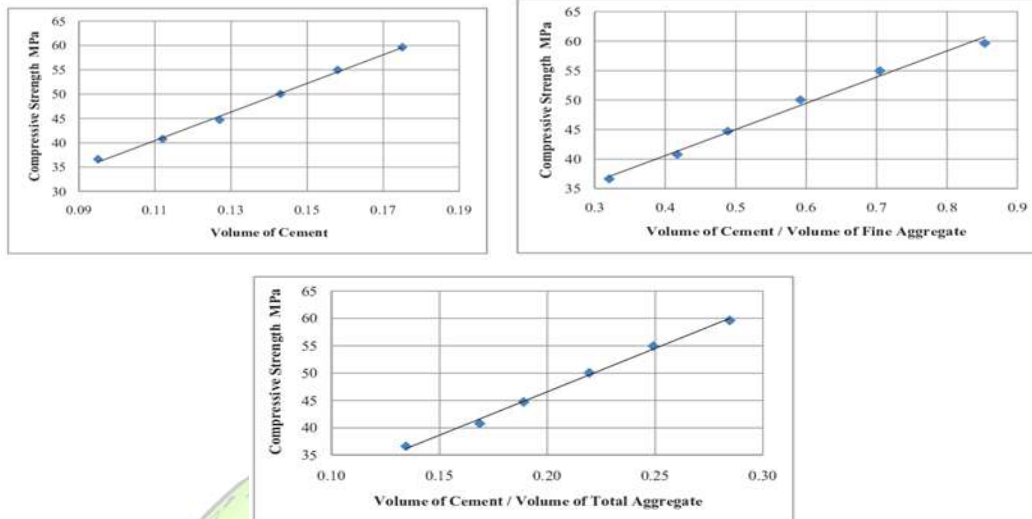 Compressive Strength MPa
65
60
55
50
45
40
35
30
0.09 0.11 0.13 0.15 0.17 0.19
Volume of Cement
Compressive Strength MPa
65
60
55
50
45
40
35
0.3 0.4 0.5 0.6 0.7 0.8 0.9
Volume of Cement / Volume of Fine Aggregate
Compressive Strength MPa
65
60
55
50
45
40
35
0.10 0.15 0.20 0.25 0.30
Volume of Cement / Volume of Total Aggregate